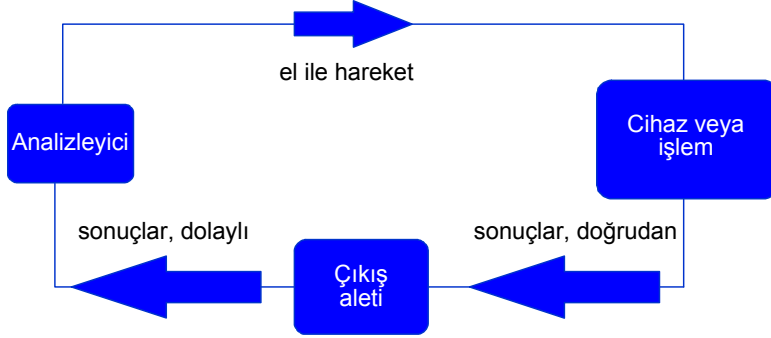 el ile hareket
Analizleyici
Cihaz veya
işlem
sonuçlar, dolaylı
sonuçlar, doğrudan
Çıkış
aleti